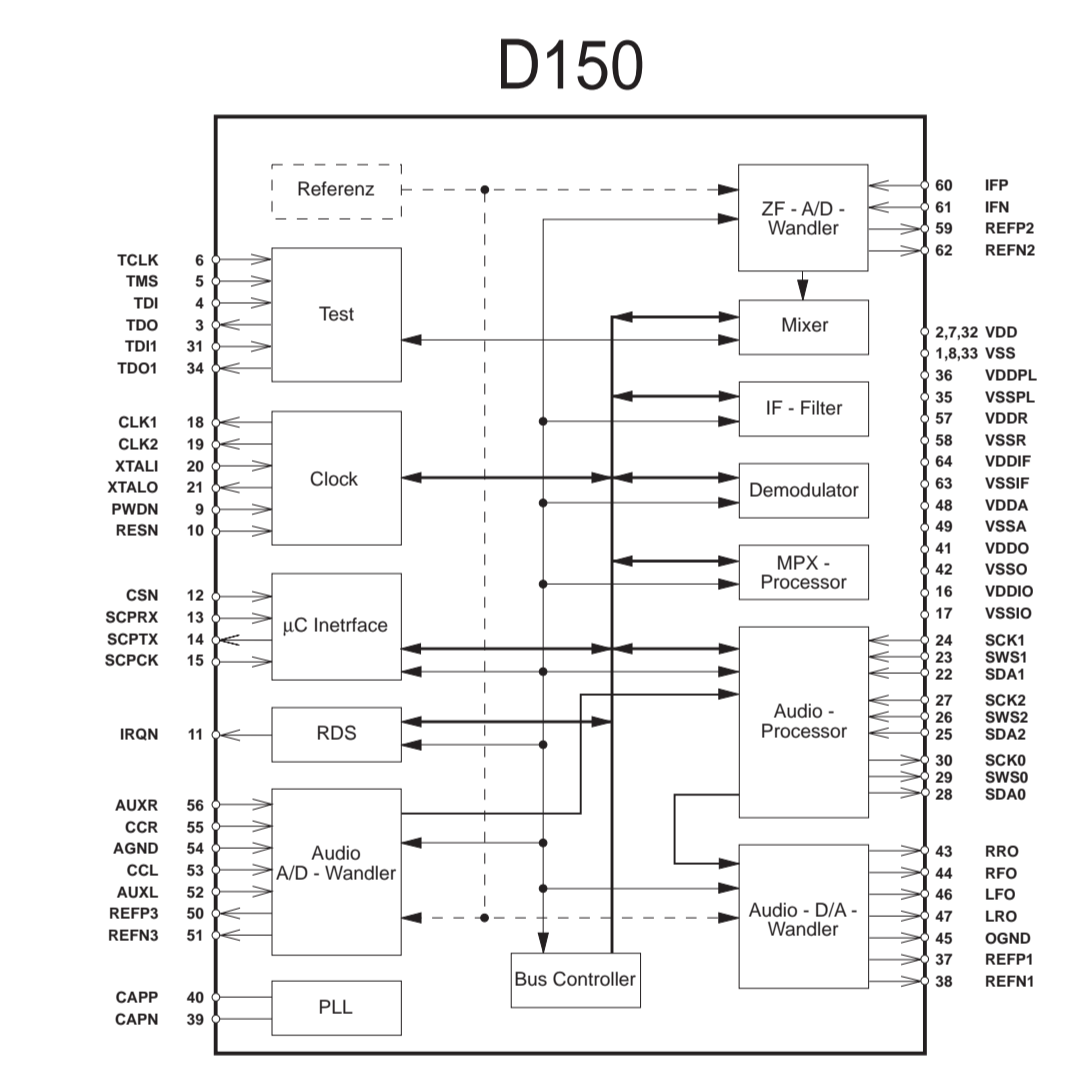 D150
Referenz
ZF - A/D -
Wandler
60 IFP
61 IFN
59 REFP2
62 REFN2
TCLK 6
TMS 5
TDI 4
TDO 3
TDI1 31
TDO1 34
Test
Mixer
2,7,32 VDD
1,8,33 VSS
36 VDDPL
35 VSSPL
57 VDDR
58 VSSR
64 VDDIF
63 VSSIF
48 VDDA
49 VSSA
41 VDDO
42 VSSO
16 VDDIO
17 VSSIO
IF - Filter
CLK1 18
CLK2 19
XTALI 20
XTALO 21
PWDN 9
RESN 10
Clock
Demodulator
MPX -
Processor
CSN 12
SCPRX 13
SCPTX 14
SCPCK 15
µC Inetrface
24 SCK1
23 SWS1
22 SDA1
27 SCK2
26 SWS2
25 SDA2
30 SCK0
29 SWS0
28 SDA0
Audio -
Processor
IRQN 11
RDS
AUXR 56
CCR 55
AGND 54
CCL 53
AUXL 52
REFP3 50
REFN3 51
Audio
A/D - Wandler
Audio - D/A -
Wandler
43 RRO
44 RFO
46 LFO
47 LRO
45 OGND
37 REFP1
38 REFN1
Bus Controller
CAPP 40
CAPN 39
PLL